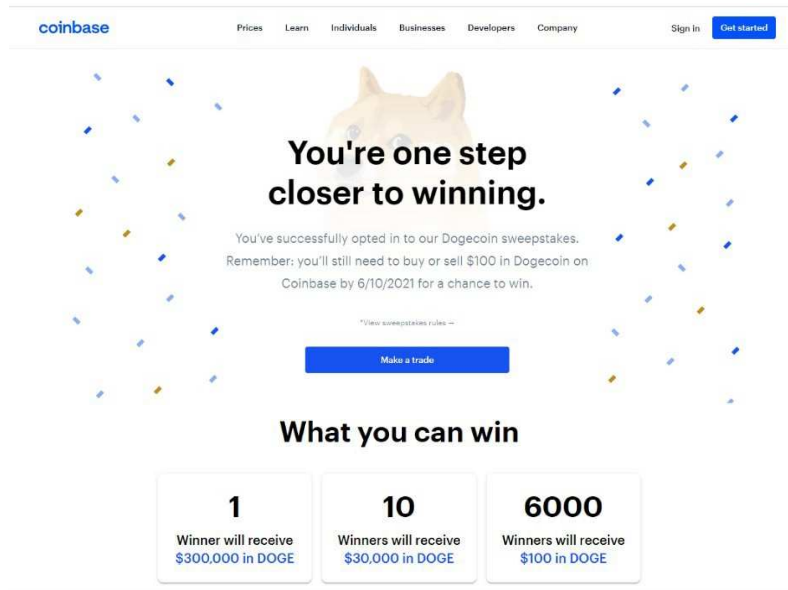 coinbase
Prices Learn Individuals Businesses Developers Company
Sign in Get started
You're one step
closer to winning.
You've successfully opted in to our Dogecoin sweepstakes.
Remember: you'll still need to buy or sell $100 in Dogecoin on
Coinbase by 6/10/2021 for a chance to win.
*View sweepstakes rules —
Make a trade
What you can win
1
Winner will receive
$300,000 in DOGE
10
Winners will receive
$30,000 in DOGE
6000
Winners will receive
$100 in DOGE